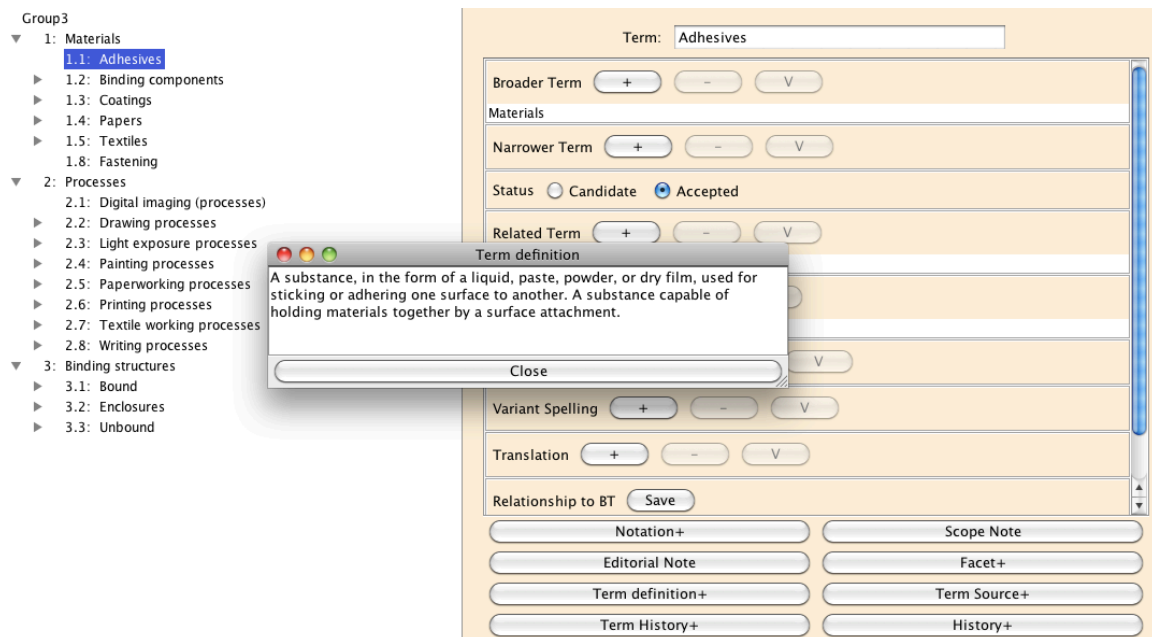 Group3
1: Materials
1.1: Adhesives
1.2: Binding components
1.3: Coatings
1.4: Papers
1.5: Textiles
1.8: Fastening
2: Processes
2.1: Digital imaging (processes)
2.2: Drawing processes
2.3: Light exposure processes
2.4: Painting processes
2.5: Paperworking processes
2.6: Printing processes
2.7: Textile working processes
2.8: Writing processes
3: Binding structures
3.1: Bound
3.2: Enclosures
3.3: Unbound
Term: Adhesives
Broader Term + - V
Materials
Narrower Term + - V
Status Candidate Accepted
Related Term + - V
Term definition
A substance, in the form of a liquid, paste, powder, or dry film, used for
sticking or adhering one surface to another. A substance capable of
holding materials together by a surface attachment.
Close
V
Variant Spelling + - V
Translation + - V
Relationship to BT Save
Notation+ Scope Note
Editorial Note Facet+
Term definition+ Term Source+
Term History+ History+